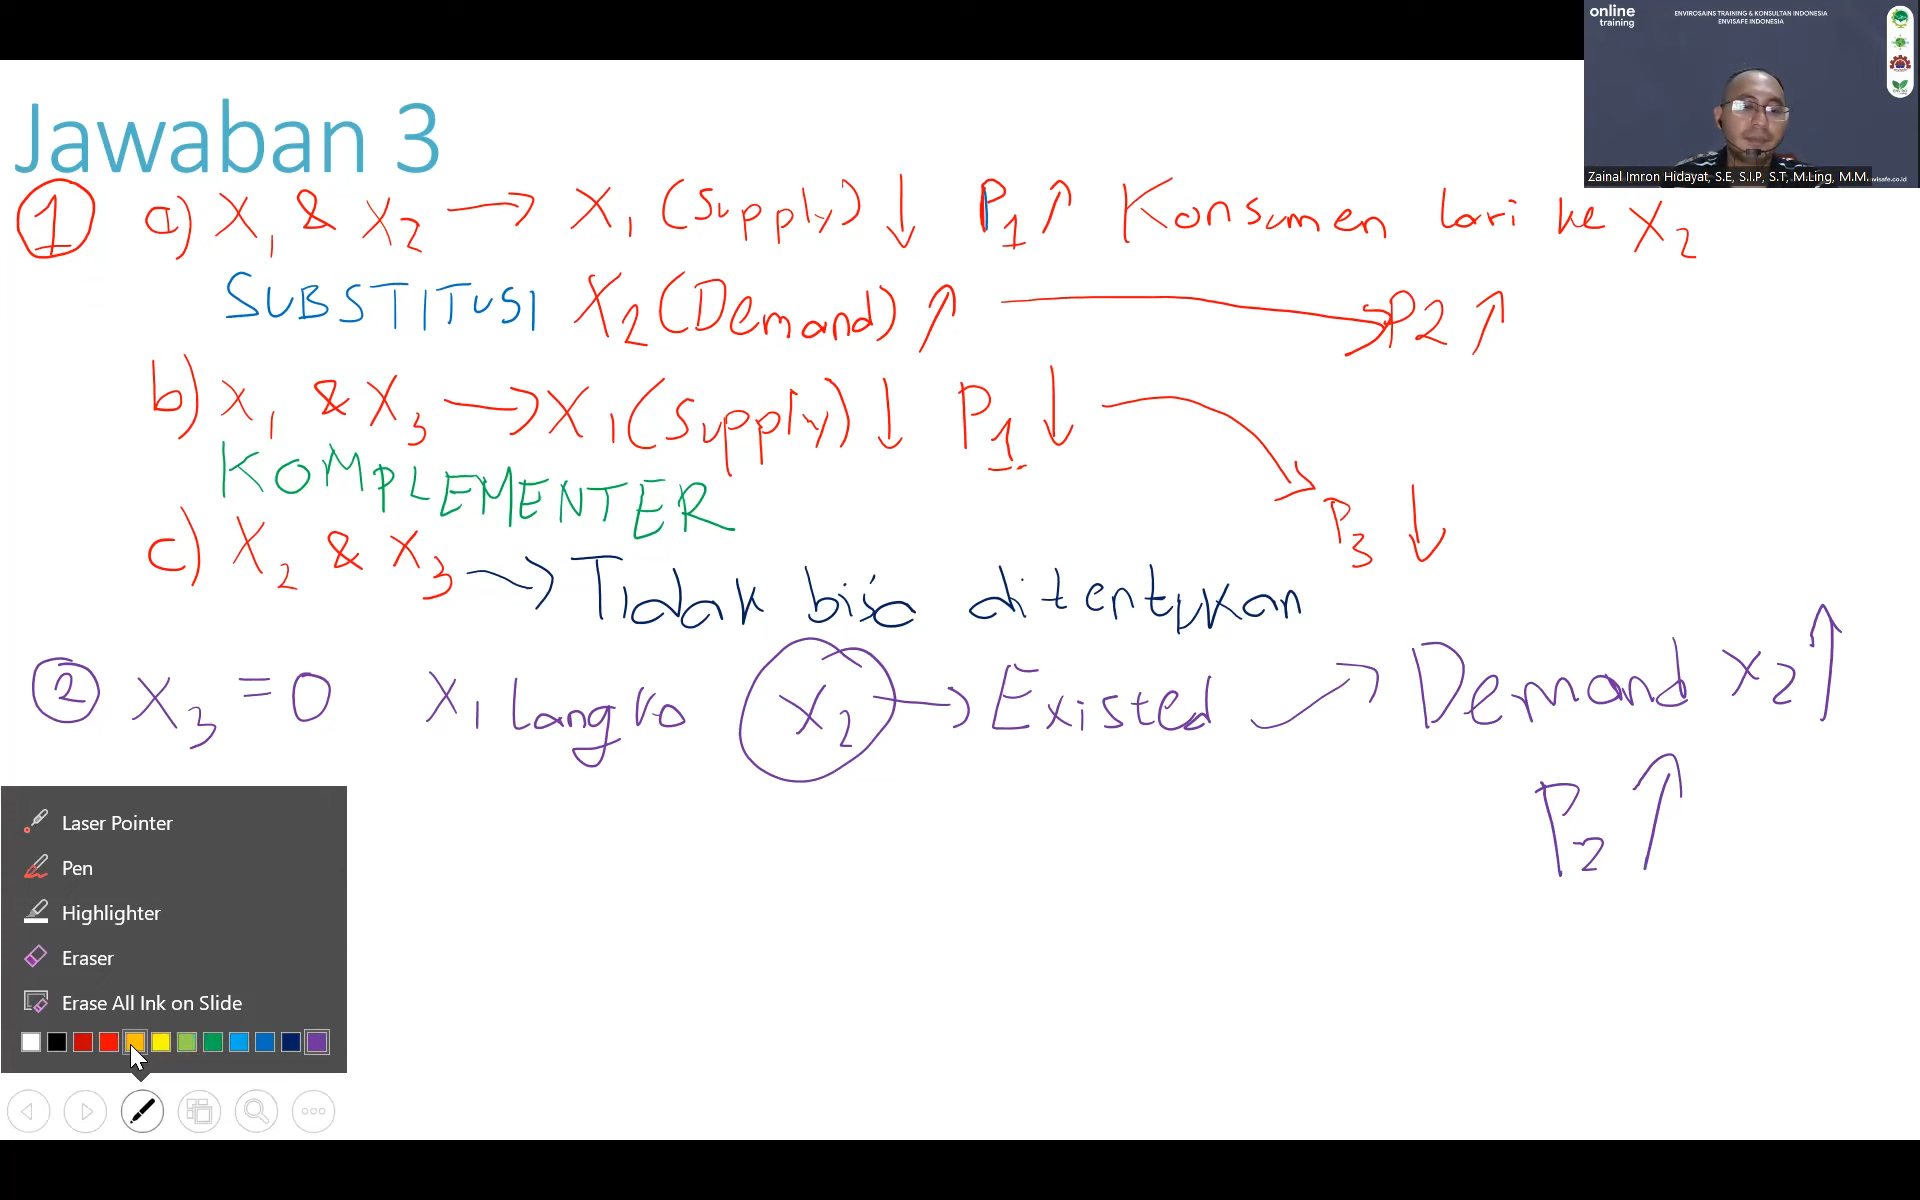 online
training
ENVIROSAINS TRAINING & KONSULTAN INDONESIA
ENVISAFE INDONESIA
Zainal Imron Hidayat, S.E, S.I.P, S.T, M.Ling, M.M.
Jawaban 3
1 a) X1 & X2 → X1 (Supply) ↓ P1 ↑ Konsumen lari ke X2
SUBSTITUSI X2 (Demand) ↑ → P2 ↑
b) X1 & X3 → X1 (Supply) ↓ P1 ↓ → P3 ↓
KOMPLEMENTER
c) X2 & X3 → Tidak bisa ditentukan
2 X3 = 0 X1 Langka X2 → Existed → Demand X2 ↑
P2 ↑
Laser Pointer
Pen
Highlighter
Eraser
Erase All Ink on Slide